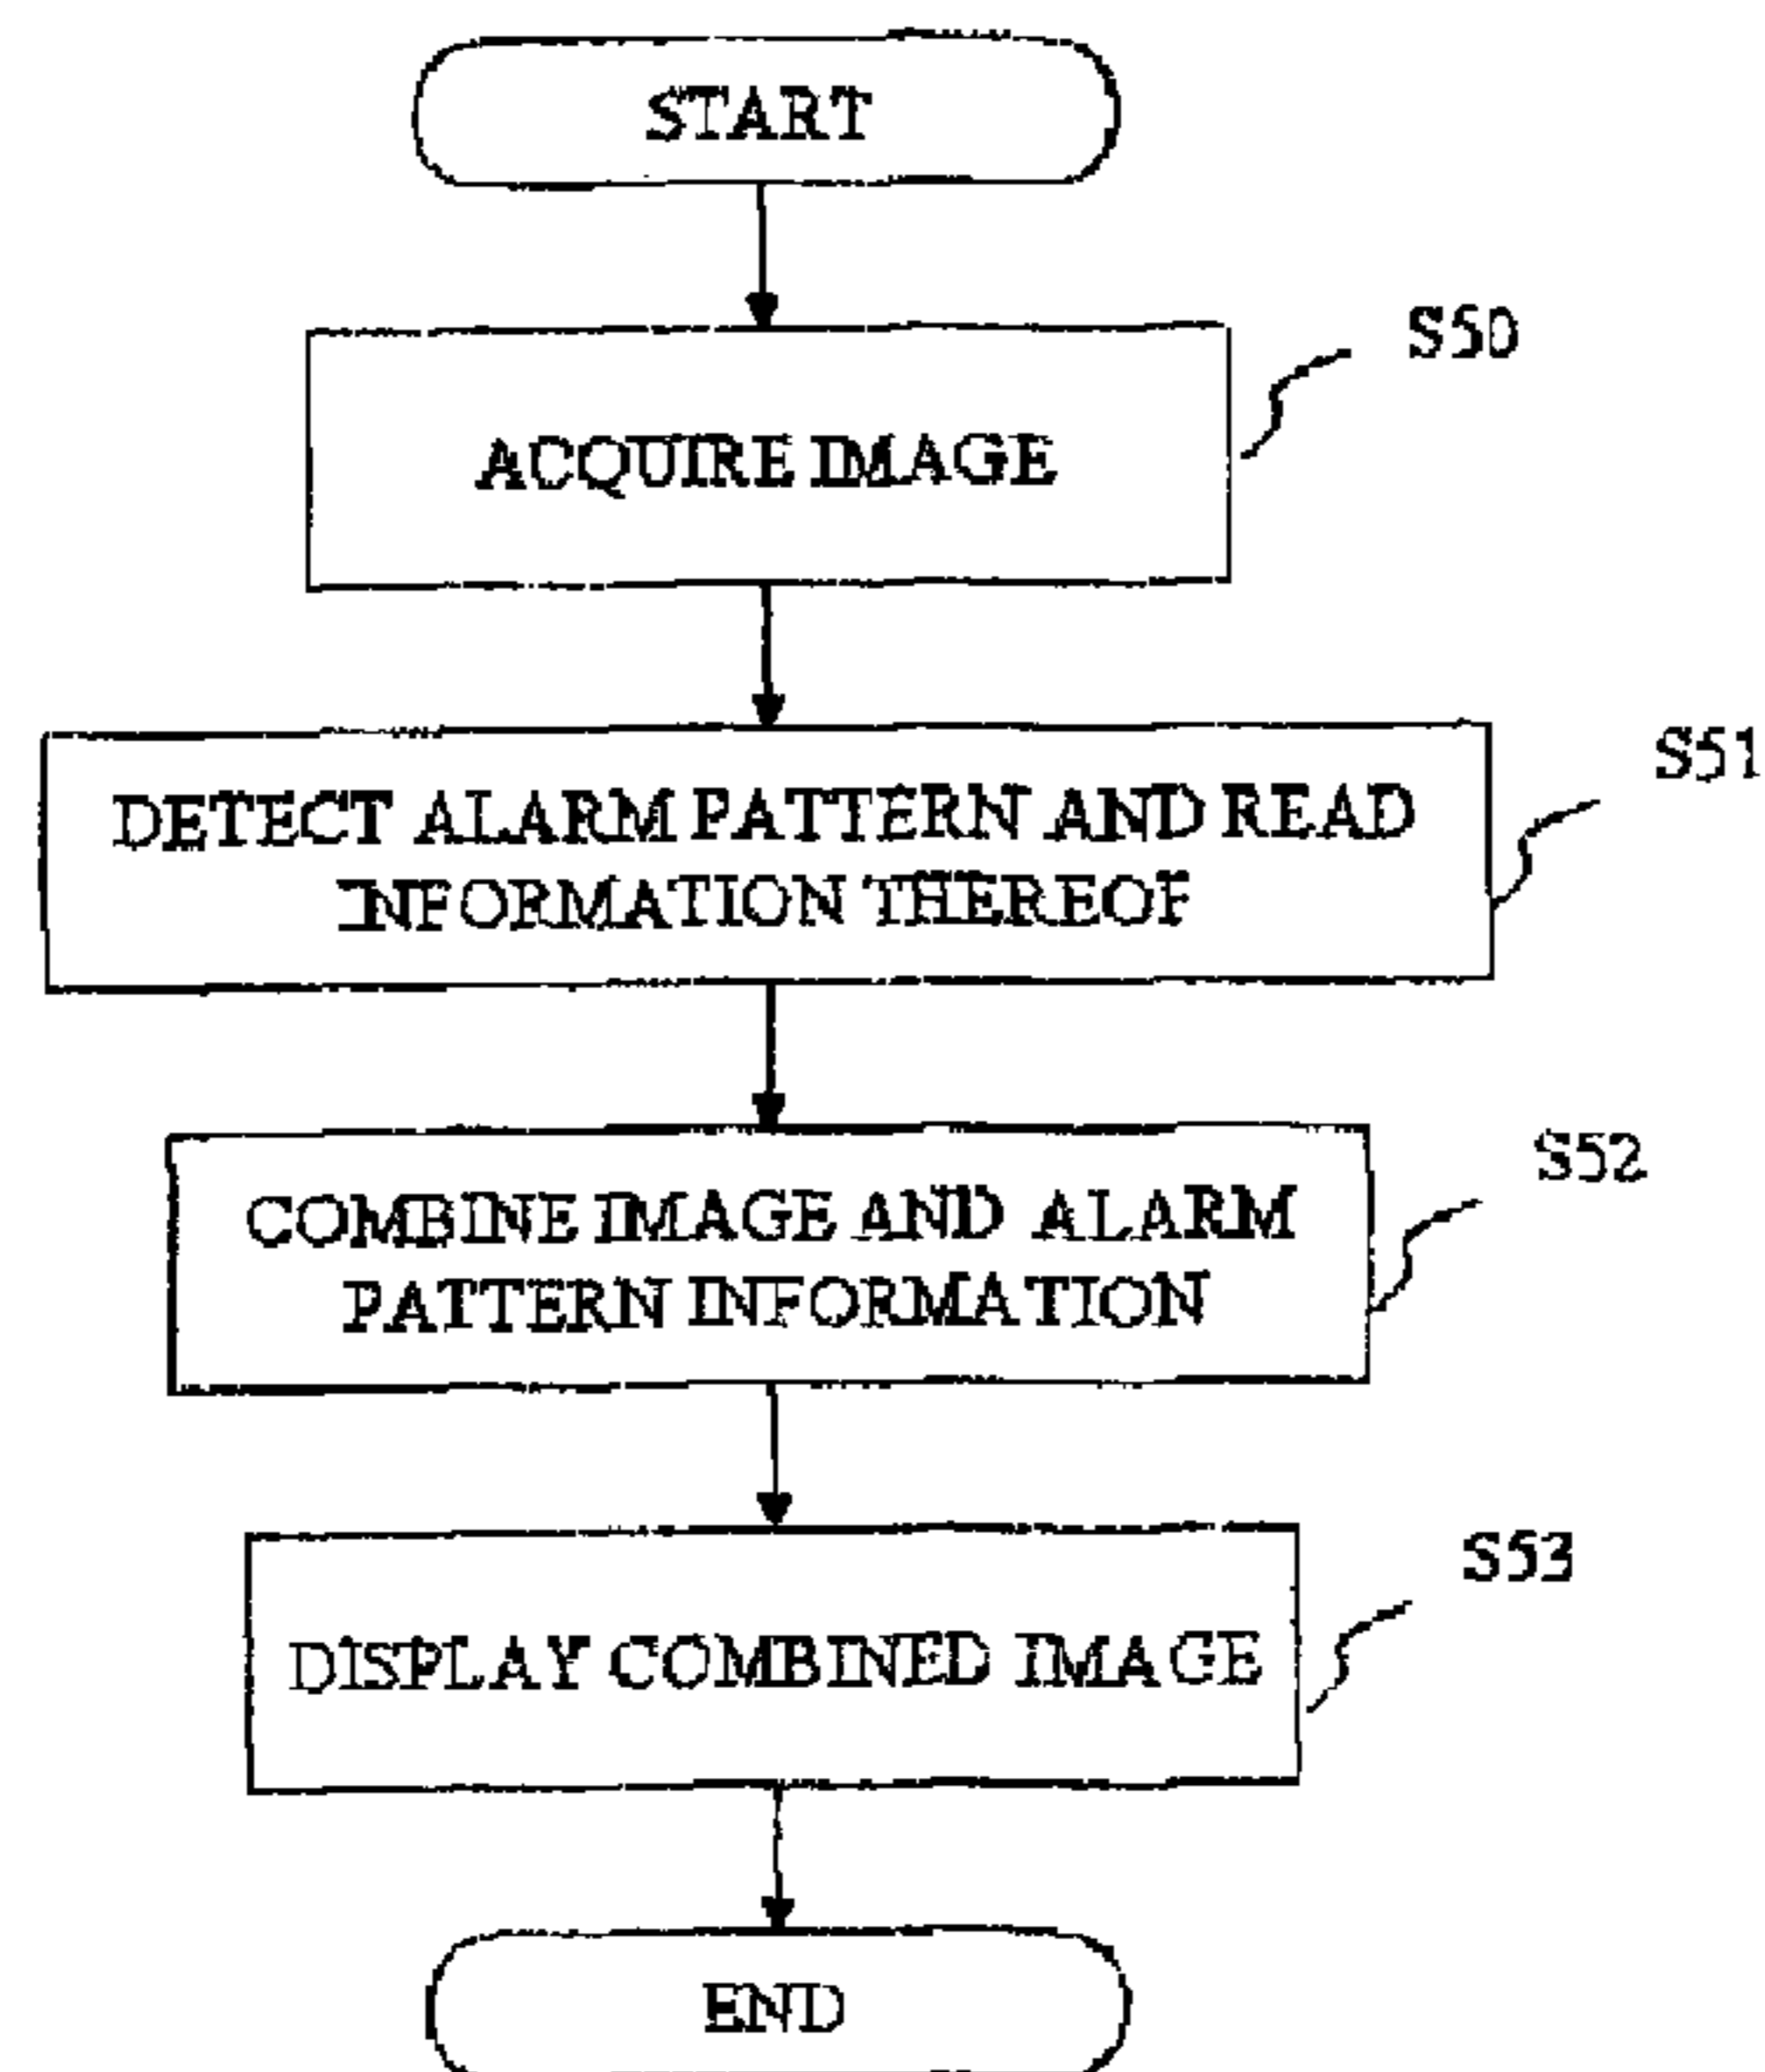 START
S50
ACQUIRE IMAGE
S51
DETECT ALARM PATTERN AND READ
INFORMATION THEREOF
S52
COMBINE IMAGE AND ALARM
PATTERN INFORMATION
S53
DISPLAY COMBINED IMAGE
END